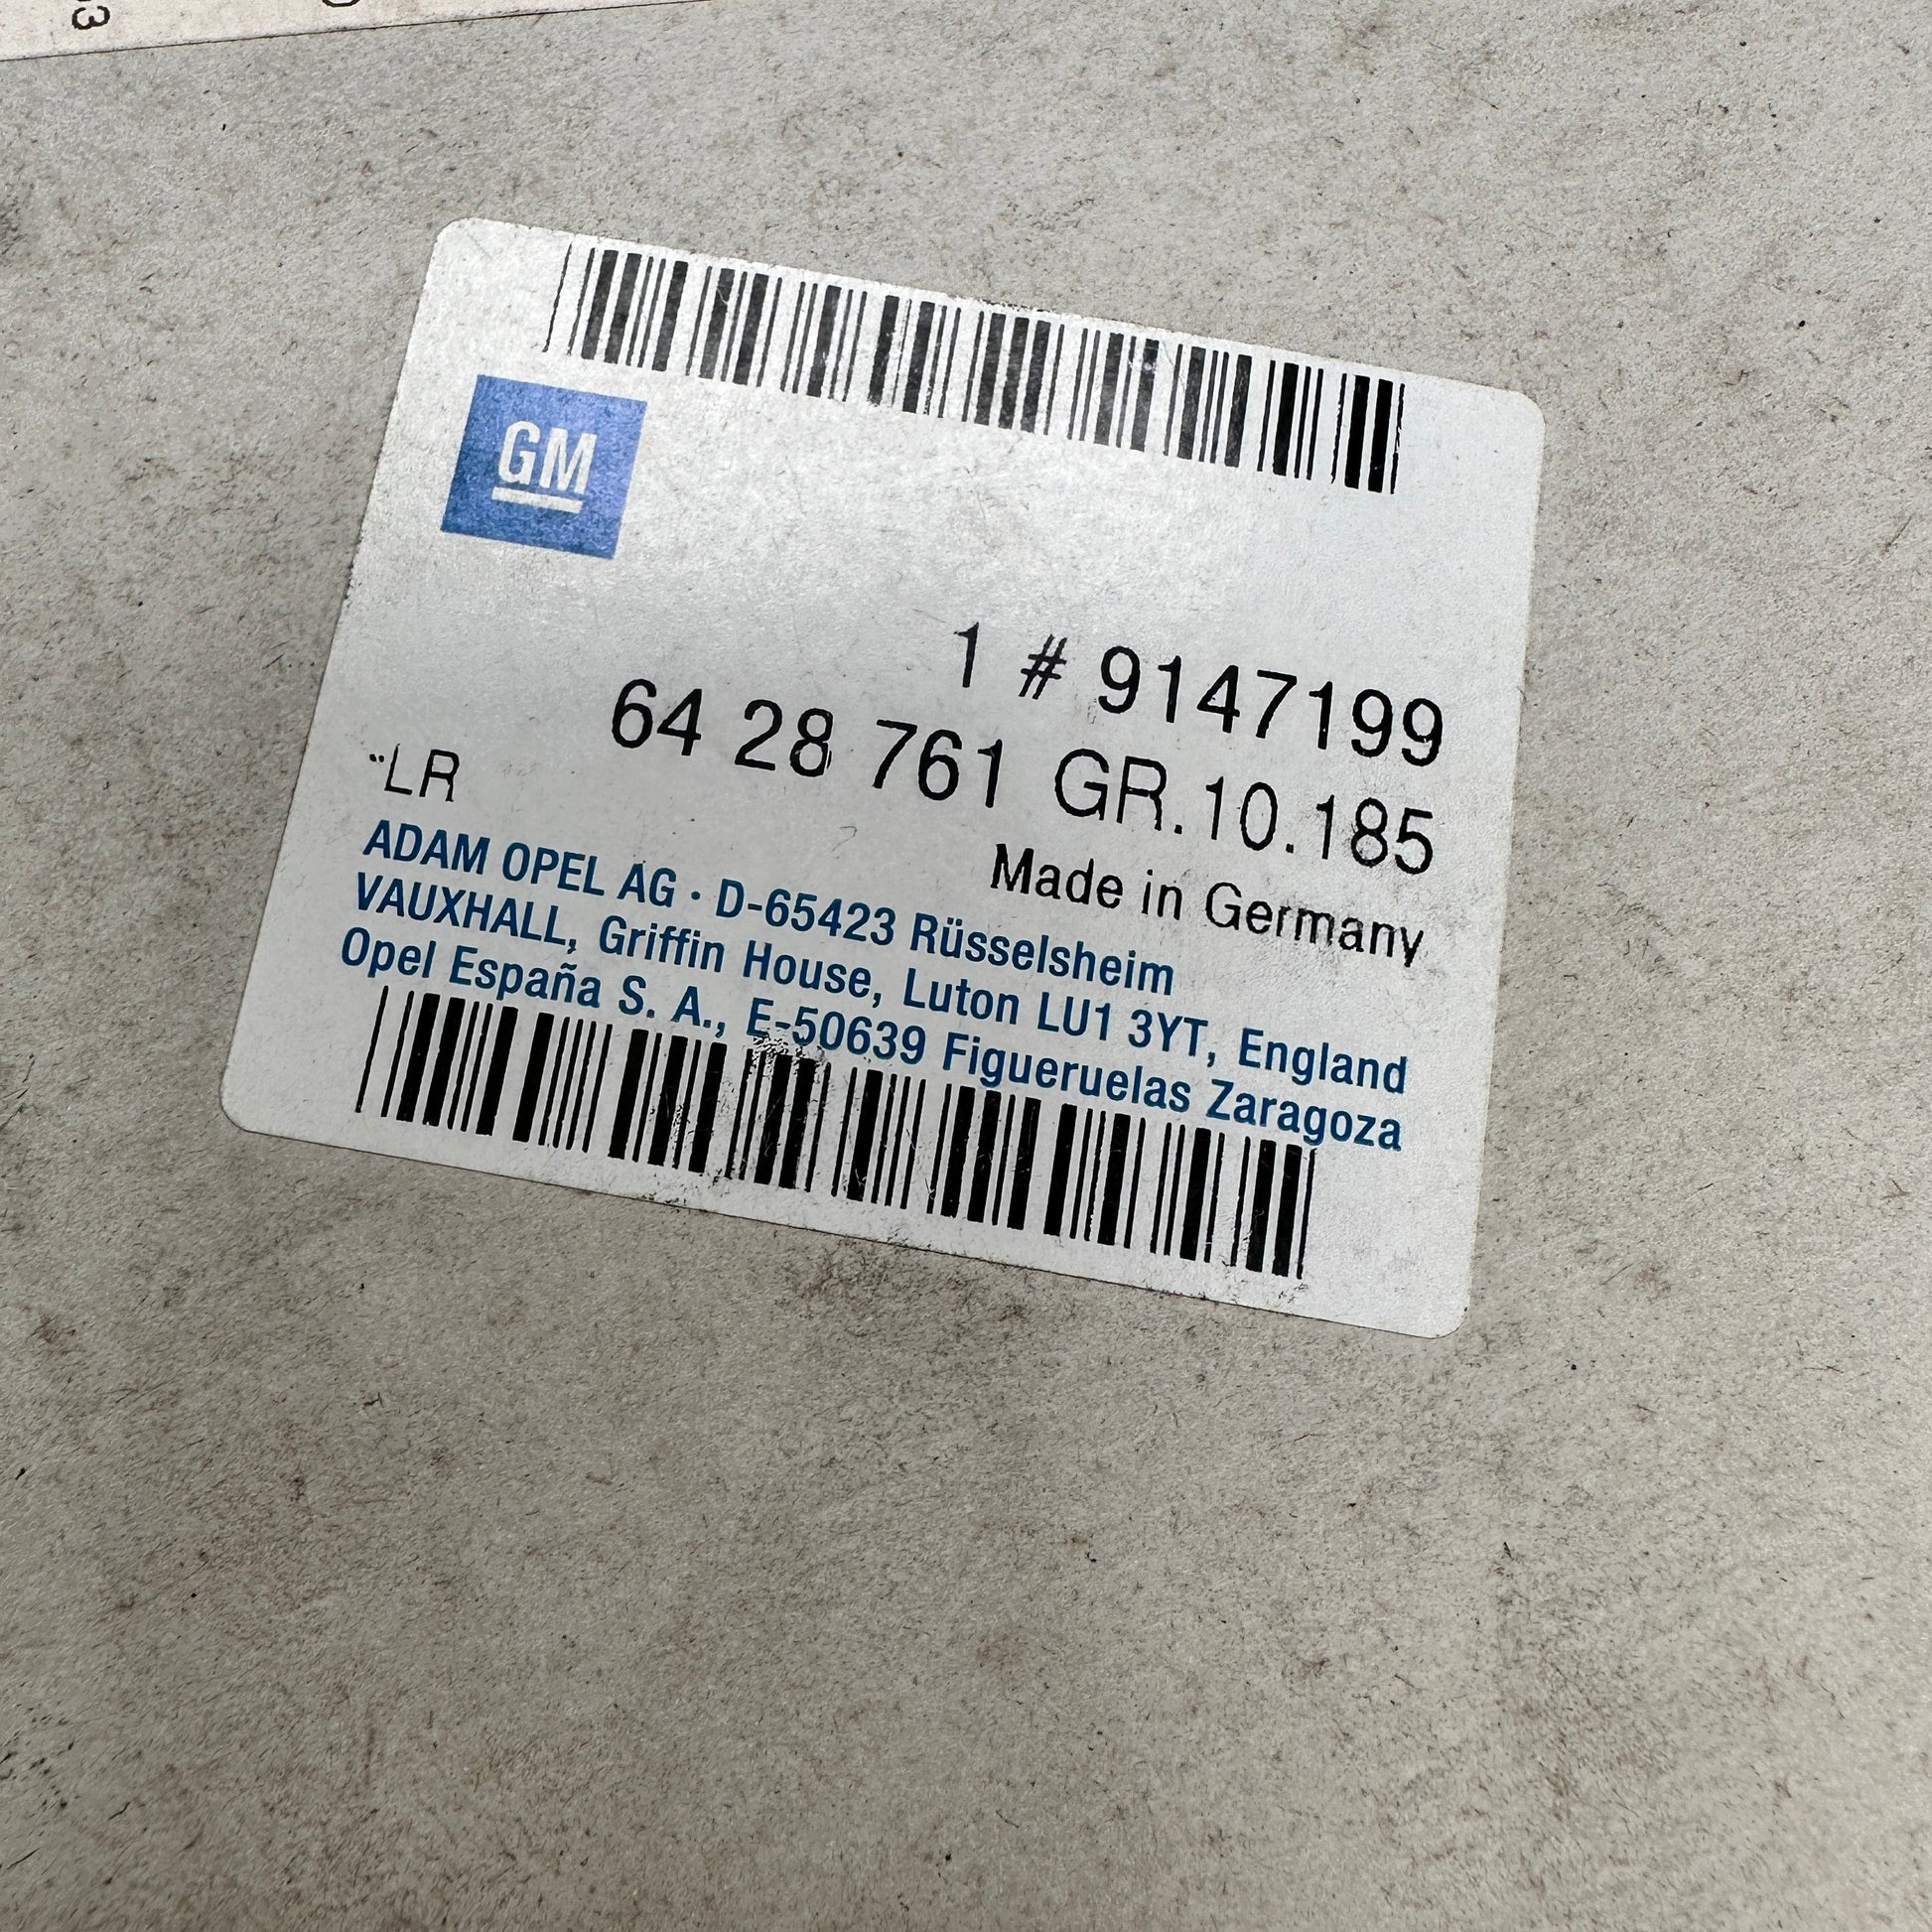 GM
1 # 9147199
64 28 761 GR.10.185
"LR
Made in Germany
ADAM OPEL AG · D-65423 Rüsselsheim
VAUXHALL, Griffin House, Luton LU1 3YT, England
Opel España S. A., E-50639 Figueruelas Zaragoza